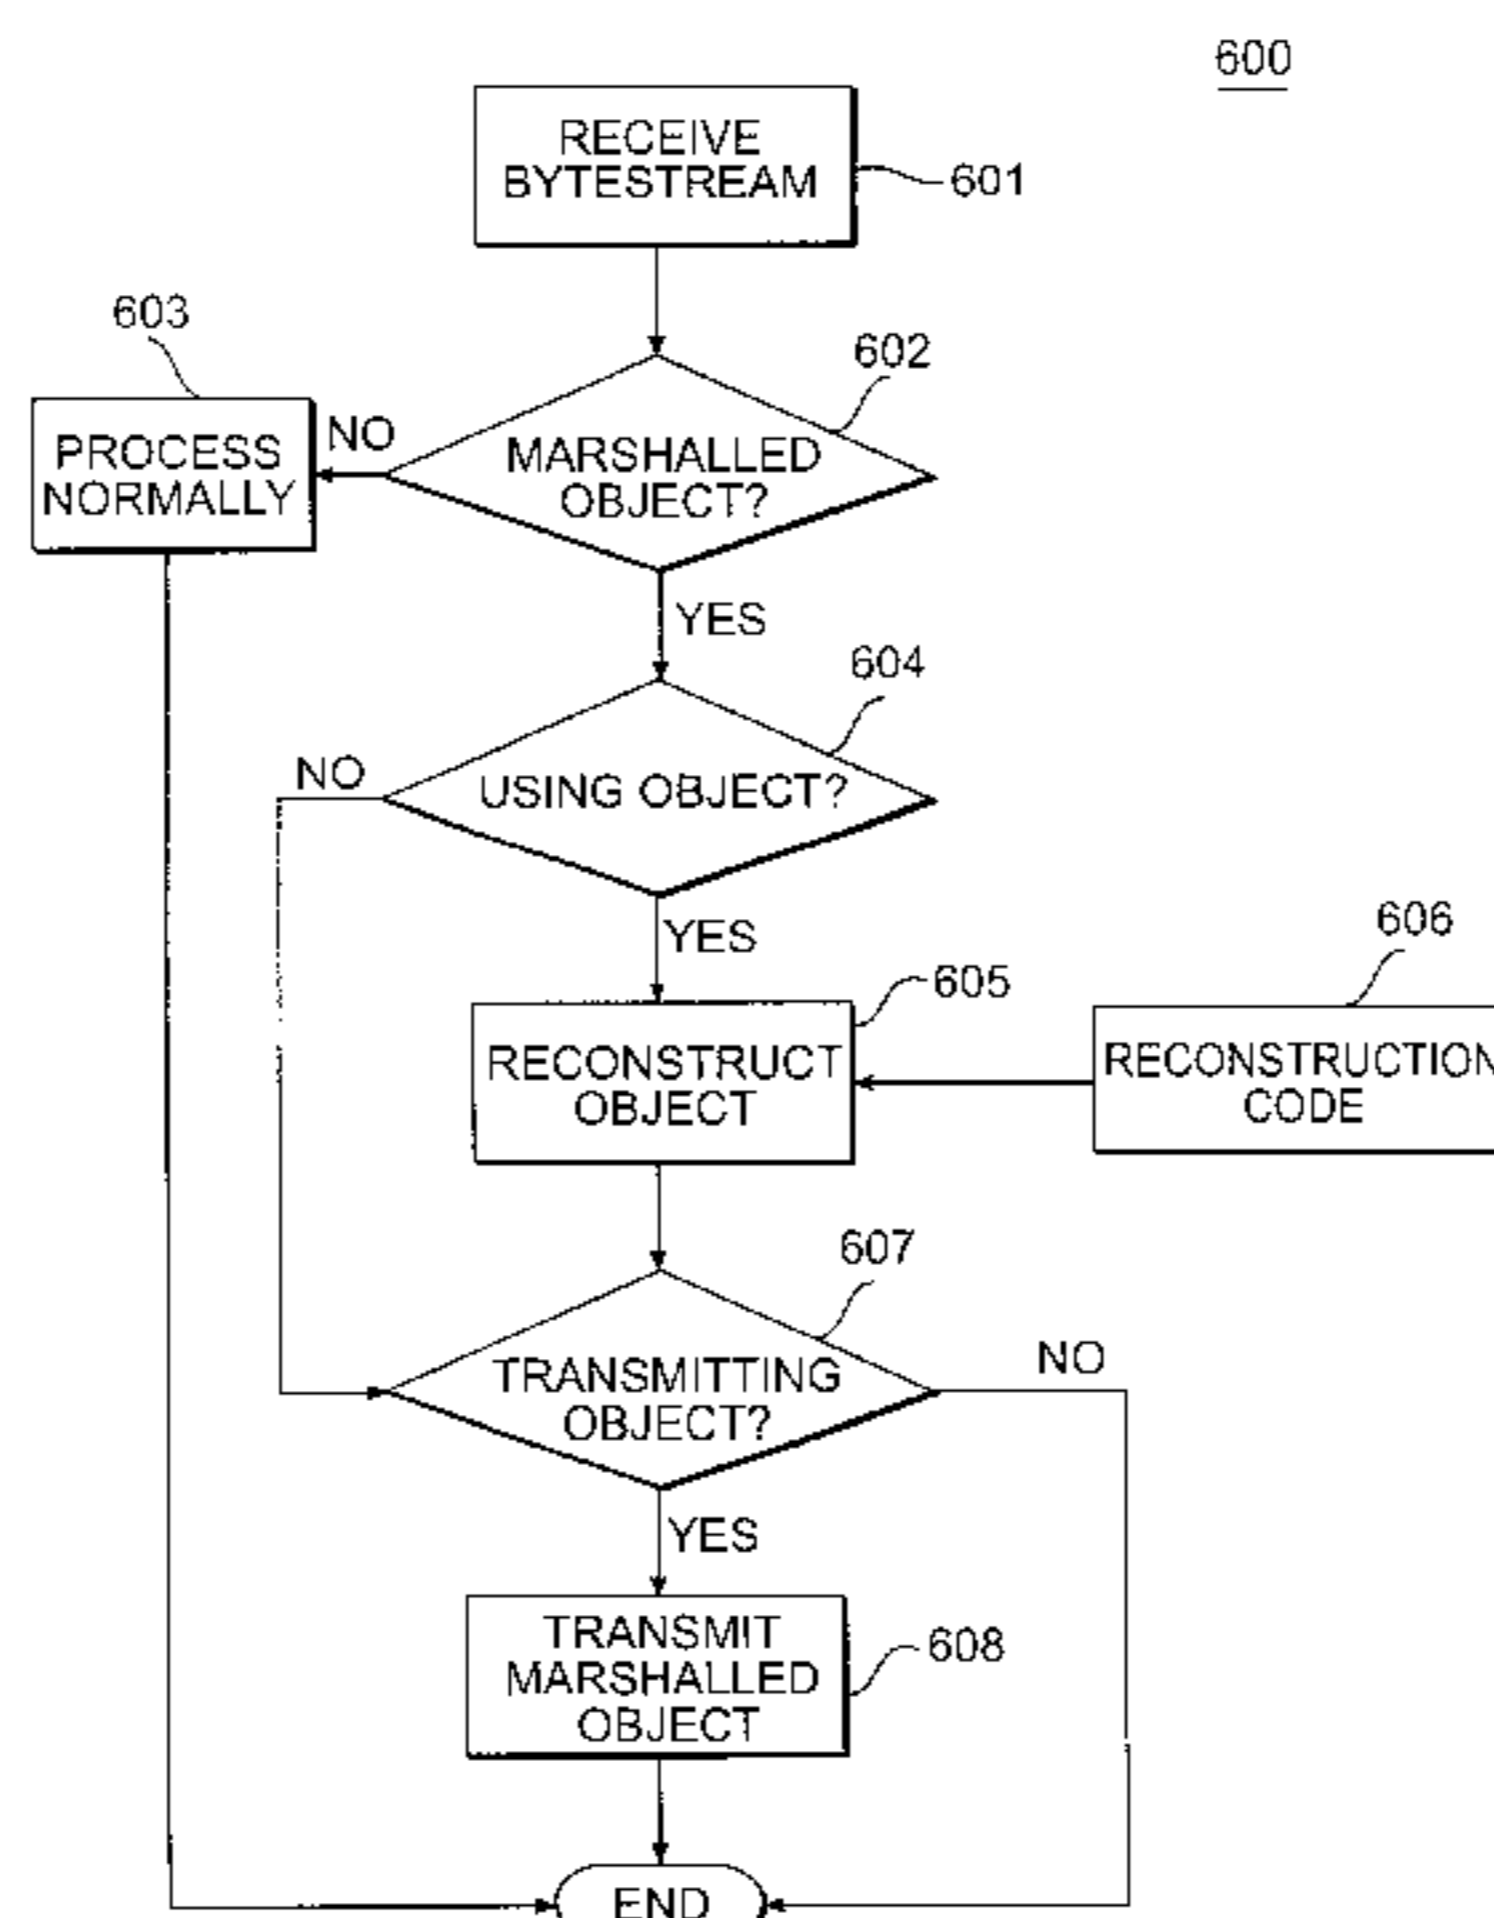 600
RECEIVE
BYTESTREAM
601
603
602
PROCESS
NORMALLY
NO
MARSHALLED
OBJECT?
YES
604
NO
USING OBJECT?
YES
605
606
RECONSTRUCT
OBJECT
RECONSTRUCTION
CODE
607
TRANSMITTING
OBJECT?
NO
YES
TRANSMIT
MARSHALLED
OBJECT
608
END